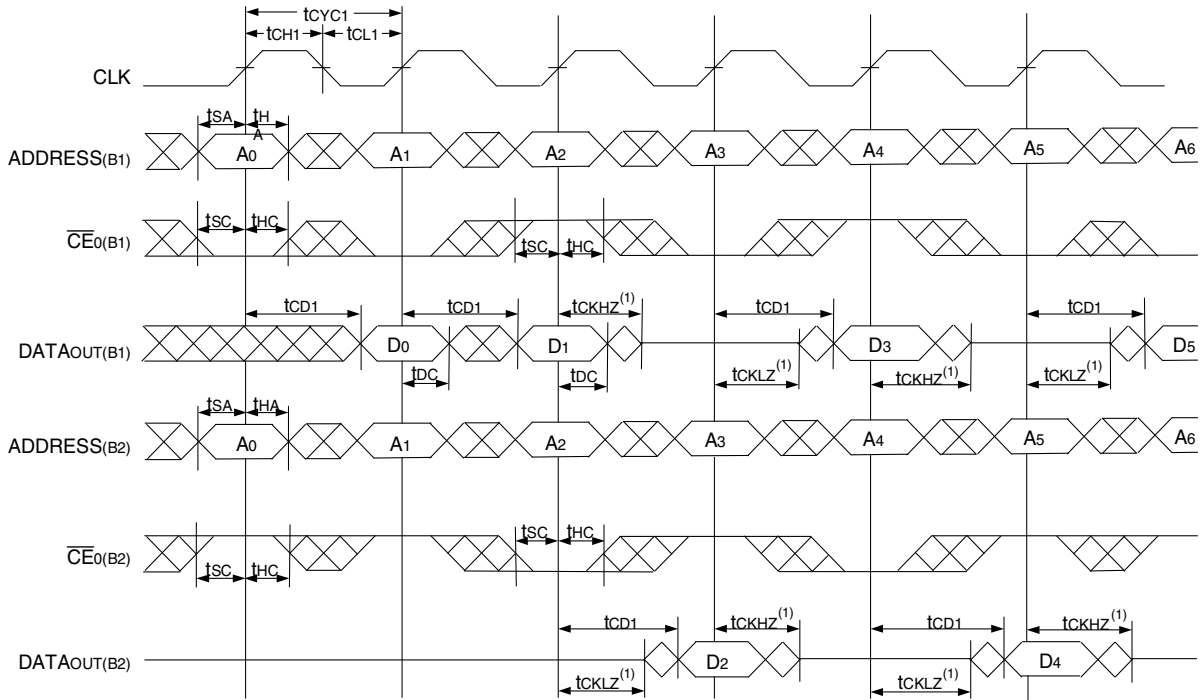 tCYC1
tCH1 tCL1
CLK
tSA tH
A
ADDRESS(B1) A0 A1 A2 A3 A4 A5 A6
tSC tHC
CE0(B1)
tSC tHC
tCD1 tCD1 tCKHZ(1) tCD1 tCD1
DATAOUT(B1) D0 D1 D3 D5
tDC tDC tCKLZ(1) tCKHZ(1) tCKLZ(1)
tSA tHA
ADDRESS(B2) A0 A1 A2 A3 A4 A5 A6
tSC tHC
CE0(B2)
tSC tHC
tCD1 tCKHZ(1) tCD1 tCKHZ(1)
DATAOUT(B2) D2 D4
tCKLZ(1) tCKLZ(1)